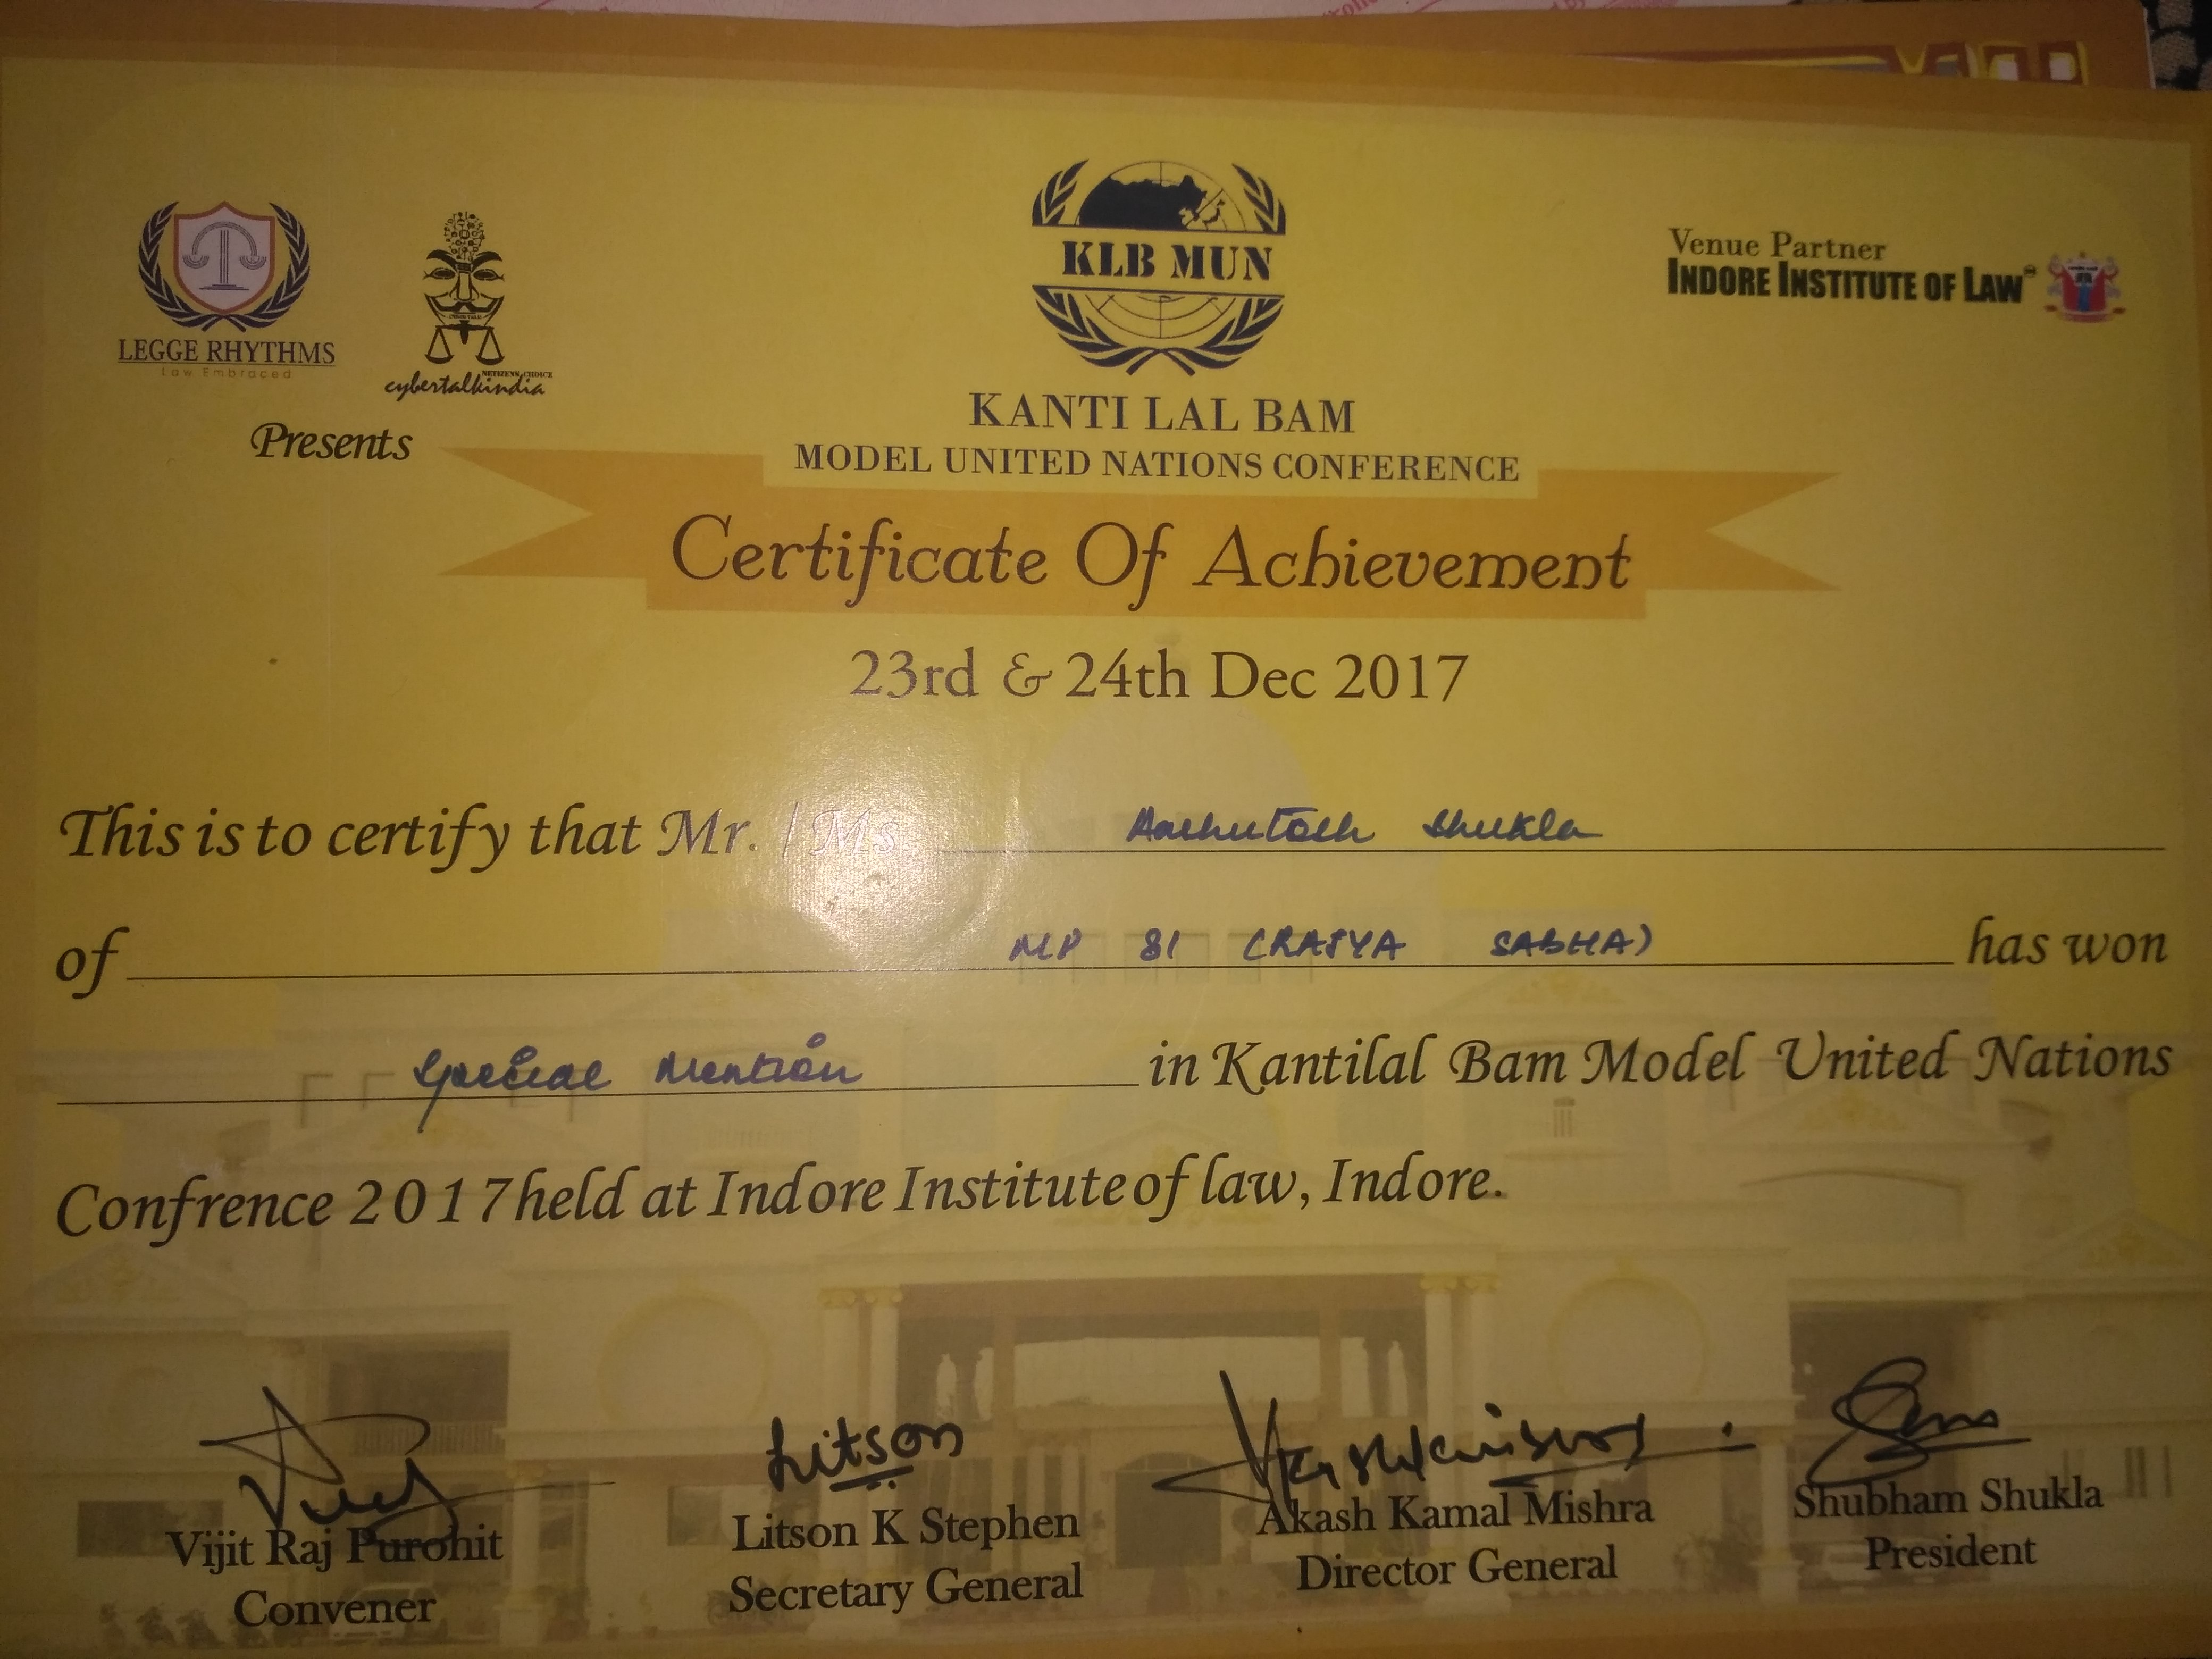 KLB MUN
LEGGE RHYTHMS
Law Embraced
NETIZENS CHOICE
cybertalkindia
Presents
Venue Partner
INDORE INSTITUTE OF LAW
KANTI LAL BAM
MODEL UNITED NATIONS CONFERENCE
Certificate Of Achievement
23rd & 24th Dec 2017
This is to certify that Mr. / Ms. Aashutosh Shukla
of MP 81 (RAJYA SABHA) has won
Special Mention in Kantilal Bam Model United Nations
Confrence 2017 held at Indore Institute of law, Indore.
Litson
Vijit Raj Purohit
Convener
Litson K Stephen
Secretary General
Akash Kamal Mishra
Director General
Shubham Shukla
President